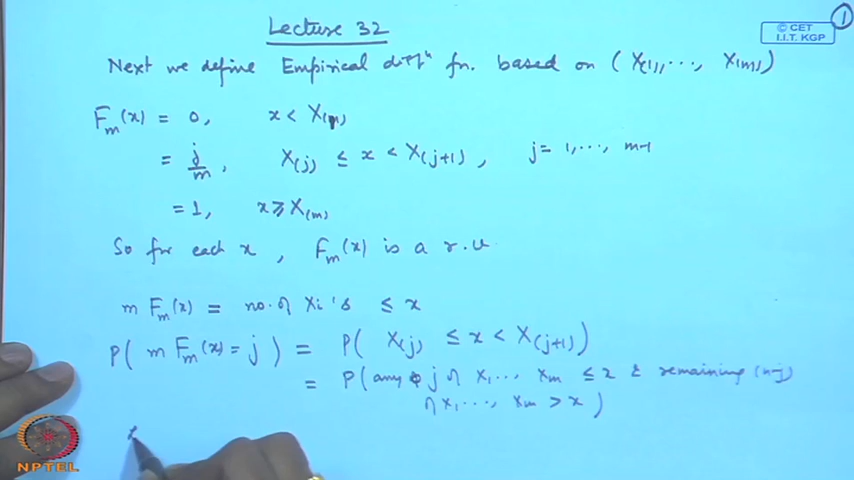 1
© CET
I.I.T. KGP
Lecture 32
Next we define Empirical distⁿ fn. based on (X(1), ..., X(m))
Fm(x) = 0, x < X(1)
= j/m, X(j) ≤ x < X(j+1), j = 1, ..., m-1
= 1, x ≥ X(m)
So for each x, Fm(x) is a r.v.
m Fm(x) = no. of Xi's ≤ x
P( m Fm(x) = j ) = P( X(j) ≤ x < X(j+1) )
= P( any j of X1 ... Xm ≤ x & remaining (m-j)
of X1 ... Xm > x )
NPTEL